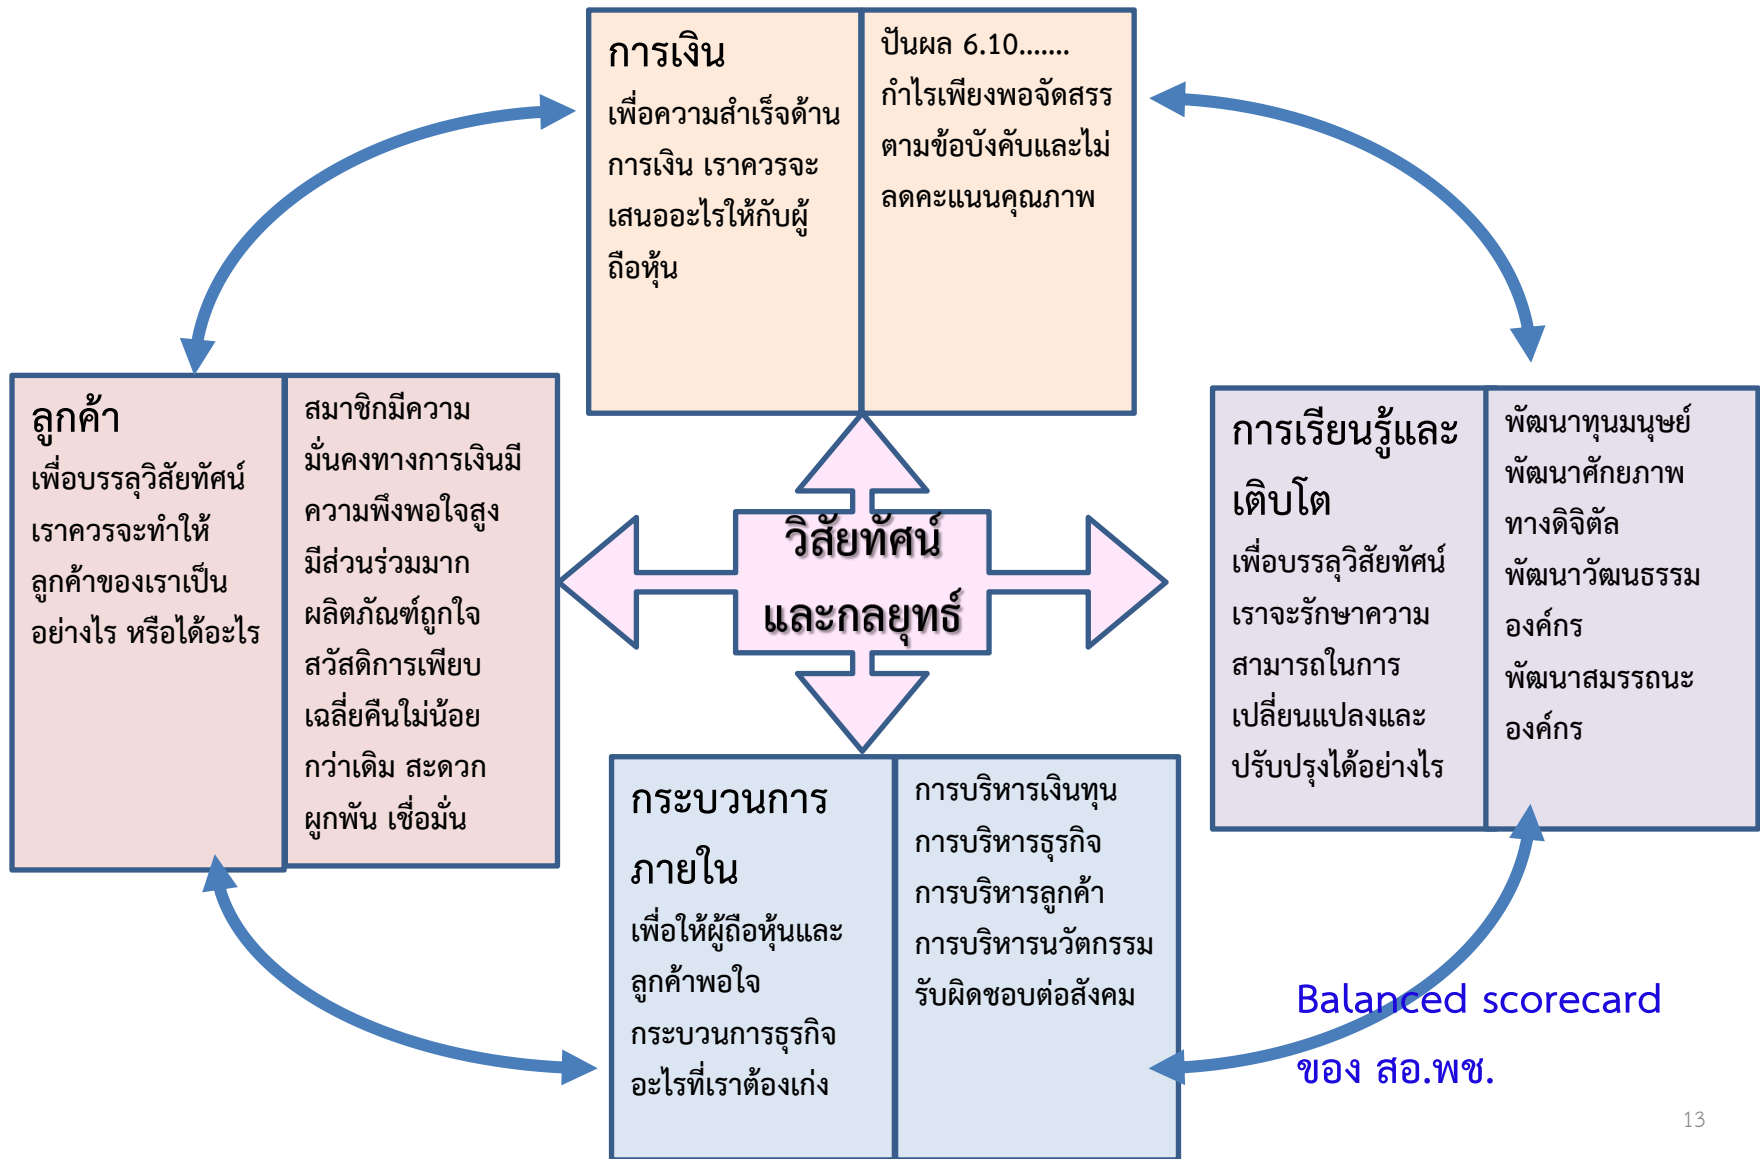 การเงิน
เพื่อความสำเร็จด้าน
การเงิน เราควรจะ
เสนออะไรให้กับผู้
ถือหุ้น
ปันผล 6.10.......
กำไรเพียงพอจัดสรร
ตามข้อบังคับและไม่
ลดคะแนนคุณภาพ
ลูกค้า
เพื่อบรรลุวิสัยทัศน์
เราควรจะทำให้
ลูกค้าของเราเป็น
อย่างไร หรือได้อะไร
สมาชิกมีความ
มั่นคงทางการเงินมี
ความพึงพอใจสูง
มีส่วนร่วมมาก
ผลิตภัณฑ์ถูกใจ
สวัสดิการเพียบ
เฉลี่ยคืนใม่น้อย
กว่าเดิม สะดวก
ผูกพัน เชื่อมั่น
วิสัยทัศน์
และกลยุทธ์
การเรียนรู้และ
เติบโต
เพื่อบรรลุวิสัยทัศน์
เราจะรักษาความ
สามารถในการ
เปลี่ยนแปลงและ
ปรับปรุงได้อย่างไร
พัฒนาทุนมนุษย์
พัฒนาศักยภาพ
ทางดิจิตัล
พัฒนาวัฒนธรรม
องค์กร
พัฒนาสมรรถนะ
องค์กร
กระบวนการ
ภายใน
เพื่อให้ผู้ถือหุ้นและ
ลูกค้าพอใจ
กระบวนการธุรกิจ
อะไรที่เราต้องเก่ง
การบริหารเงินทุน
การบริหารธุรกิจ
การบริหารลูกค้า
การบริหารนวัตกรรม
รับผิดชอบต่อสังคม
Balanced scorecard
ของ สอ.พช.
13